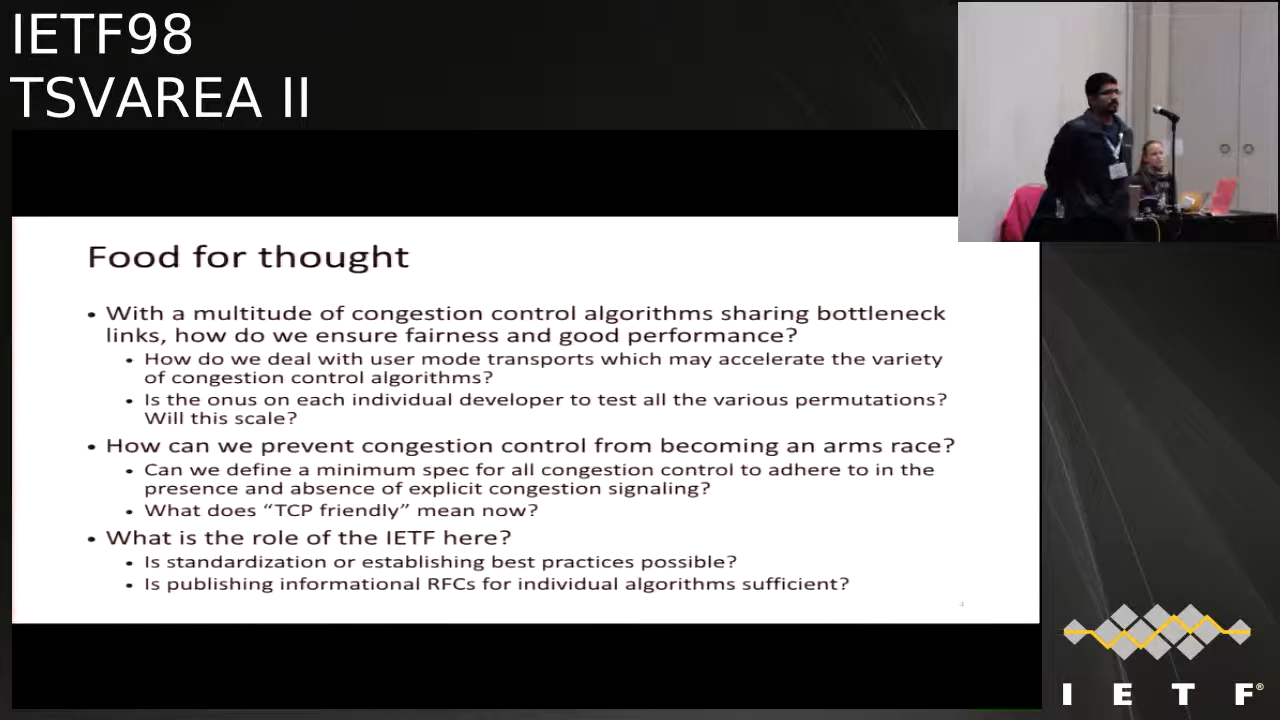 IETF98
TSVAREA II
Food for thought
• With a multitude of congestion control algorithms sharing bottleneck
links, how do we ensure fairness and good performance?
• How do we deal with user mode transports which may accelerate the variety
of congestion control algorithms?
• Is the onus on each individual developer to test all the various permutations?
Will this scale?
• How can we prevent congestion control from becoming an arms race?
• Can we define a minimum spec for all congestion control to adhere to in the
presence and absence of explicit congestion signaling?
• What does “TCP friendly” mean now?
• What is the role of the IETF here?
• Is standardization or establishing best practices possible?
• Is publishing informational RFCs for individual algorithms sufficient?
4
I E T F®